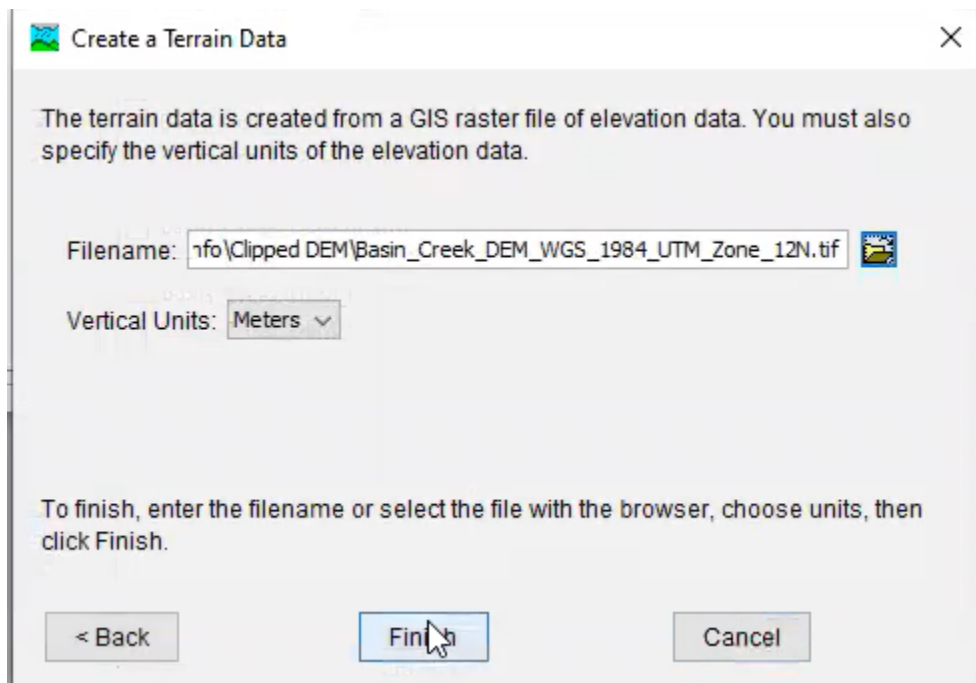 Create a Terrain Data
The terrain data is created from a GIS raster file of elevation data. You must also
specify the vertical units of the elevation data.
Filename: nfo\Clipped DEM\Basin_Creek_DEM_WGS_1984_UTM_Zone_12N.tif
Vertical Units: Meters
To finish, enter the filename or select the file with the browser, choose units, then
click Finish.
< Back Finish Cancel